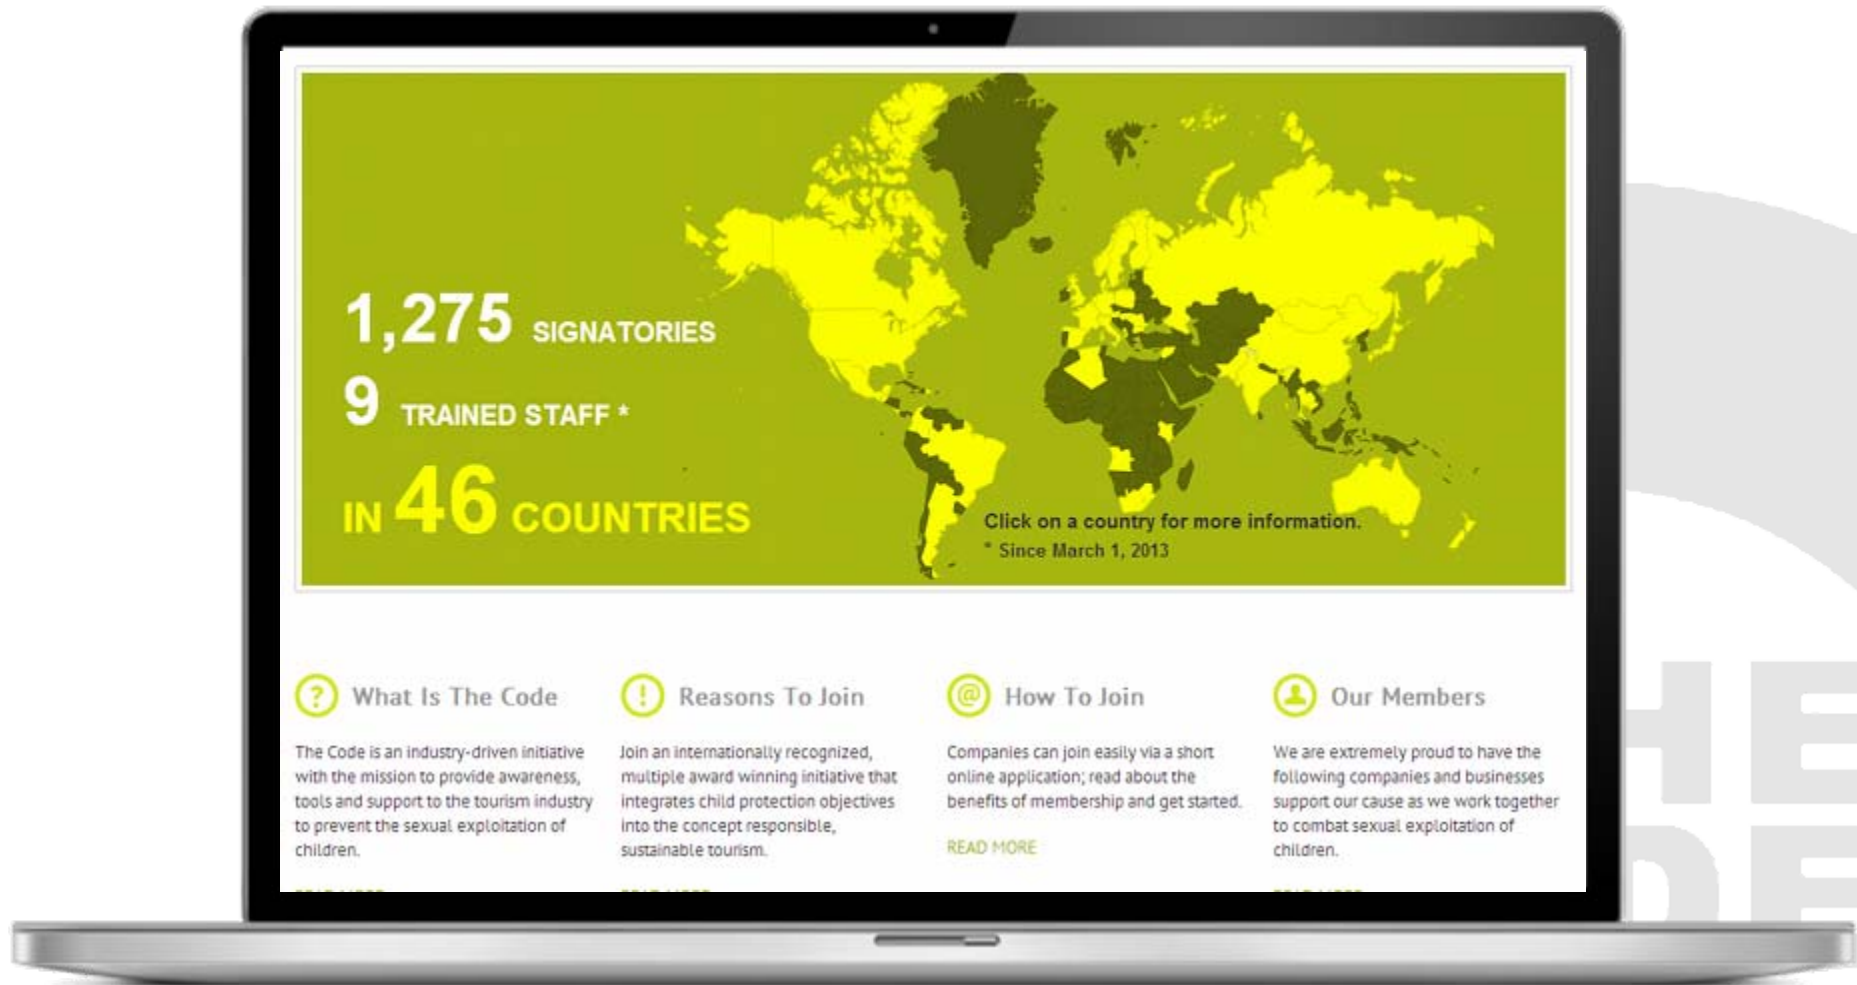 1,275 SIGNATORIES
9 TRAINED STAFF *
IN 46 COUNTRIES
Click on a country for more information.
* Since March 1, 2013
? What Is The Code
The Code is an industry-driven initiative
with the mission to provide awareness,
tools and support to the tourism industry
to prevent the sexual exploitation of
children.
! Reasons To Join
Join an internationally recognized,
multiple award winning initiative that
integrates child protection objectives
into the concept responsible,
sustainable tourism.
@ How To Join
Companies can join easily via a short
online application; read about the
benefits of membership and get started.
READ MORE
Our Members
We are extremely proud to have the
following companies and businesses
support our cause as we work together
to combat sexual exploitation of
children.
HE
DE